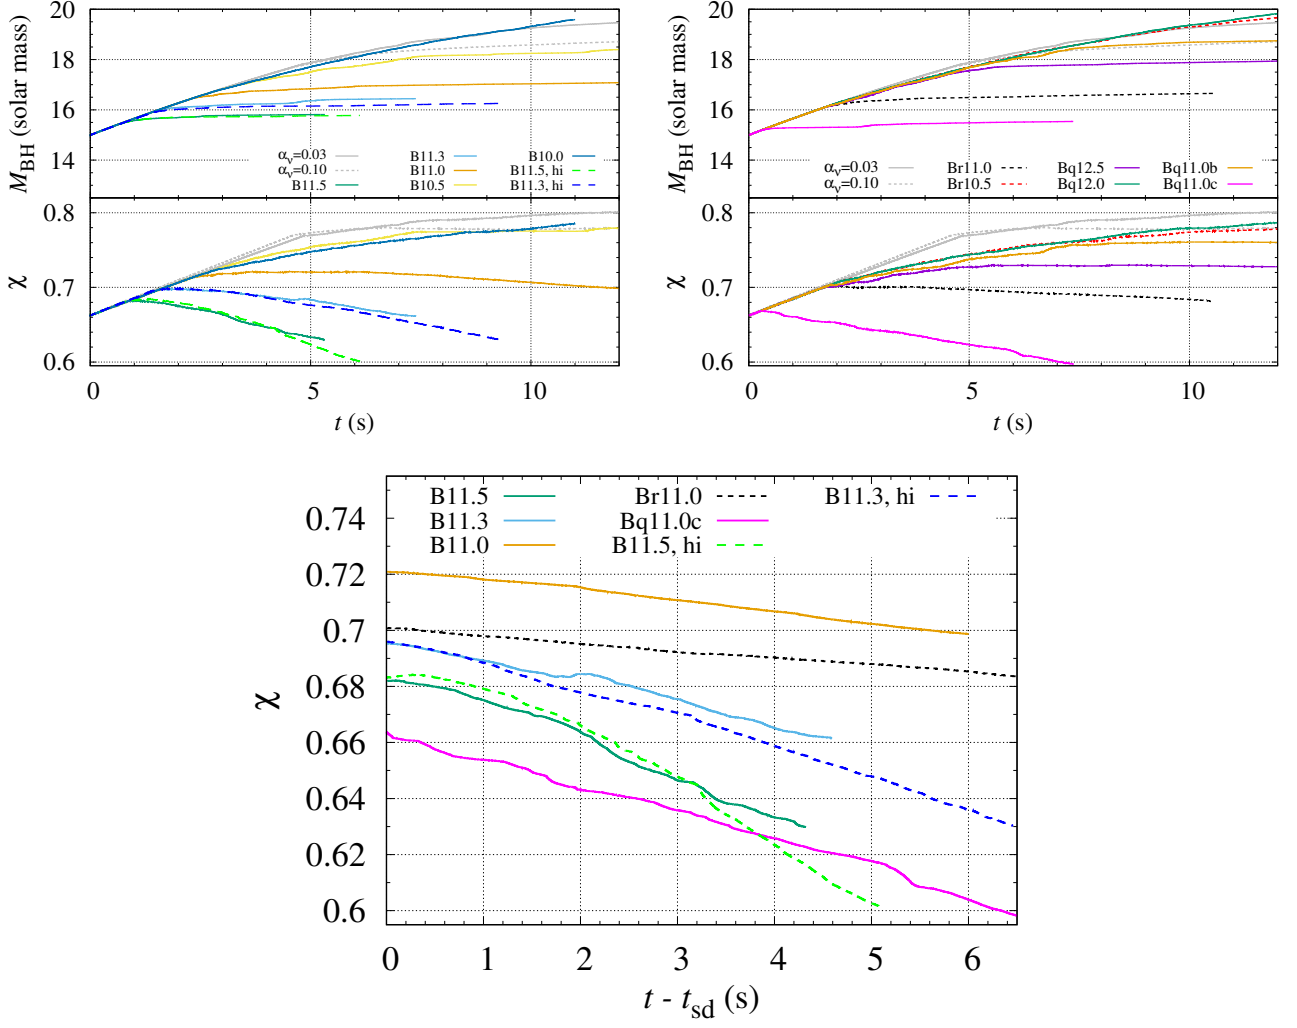 20
18
16
14
M_BH (solar mass)
α_ν=0.03
α_ν=0.10
B11.5
B11.3
B11.0
B10.5
B10.0
B11.5, hi
B11.3, hi
0.8
0.7
0.6
χ
0 5 10
t (s)
20
18
16
14
M_BH (solar mass)
α_ν=0.03
α_ν=0.10
Br11.0
Br10.5
Bq12.5
Bq12.0
Bq11.0b
Bq11.0c
0.8
0.7
0.6
χ
0 5 10
t (s)
B11.5
B11.3
B11.0
Br11.0
Bq11.0c
B11.5, hi
B11.3, hi
0.74
0.72
0.7
0.68
0.66
0.64
0.62
0.6
χ
0 1 2 3 4 5 6
t - t_sd (s)